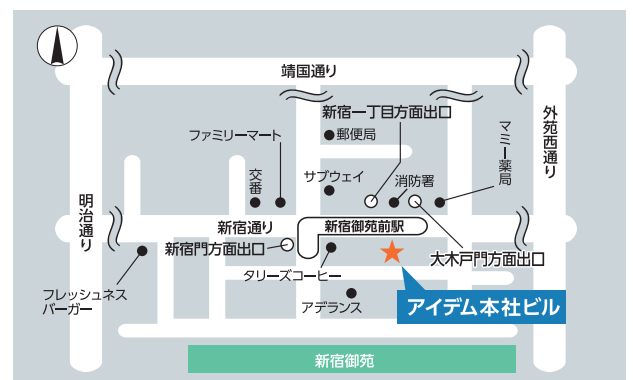 靖国通り
新宿一丁目方面出口
ファミリーマート
郵便局
外苑西通り
マミー薬局
交番
サブウェイ
消防署
明治通り
新宿通り
新宿御苑前駅
新宿門方面出口
大木戸門方面出口
タリーズコーヒー
フレッシュネス
バーガー
アデランス
アイデム本社ビル
新宿御苑